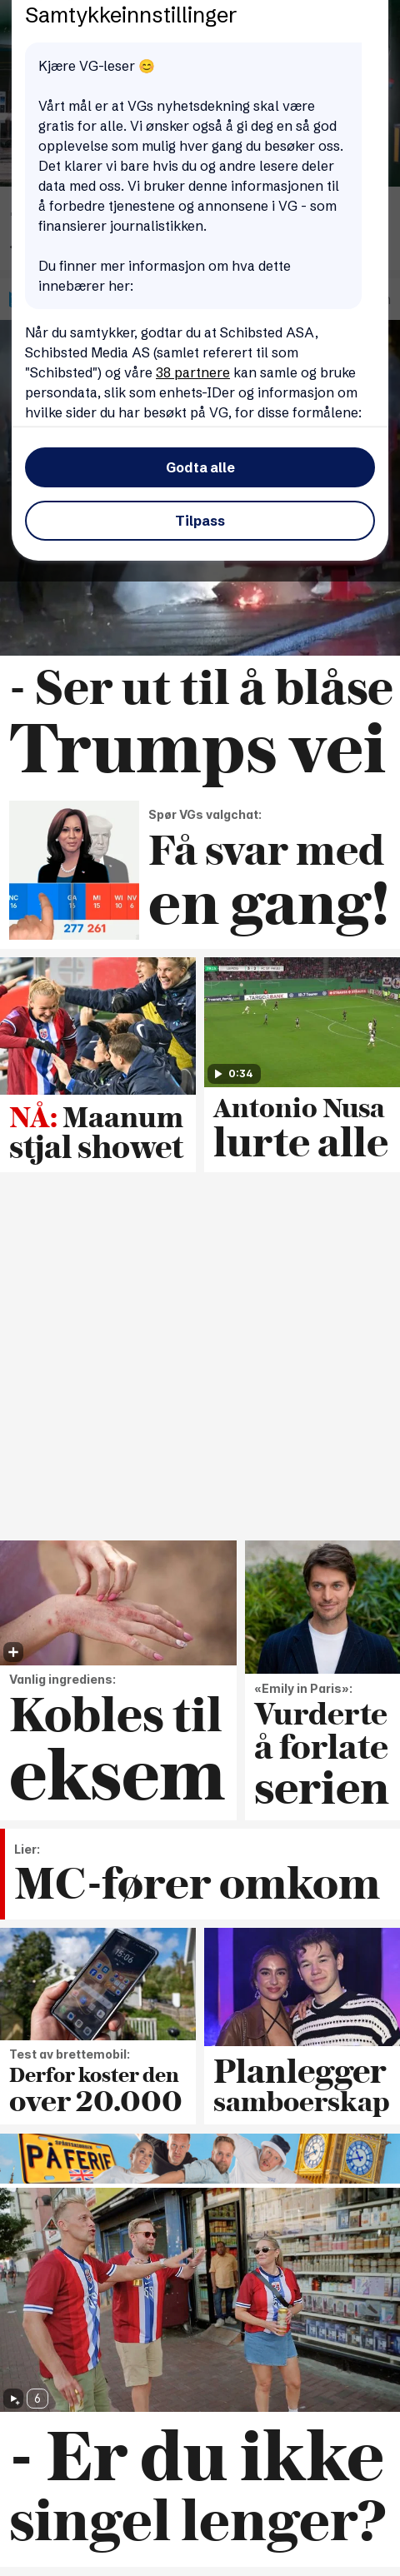 Samtykkeinnstillinger
Kjære VG-leser 😊
Vårt mål er at VGs nyhetsdekning skal være
gratis for alle. Vi ønsker også å gi deg en så god
opplevelse som mulig hver gang du besøker oss.
Det klarer vi bare hvis du og andre lesere deler
data med oss. Vi bruker denne informasjonen til
å forbedre tjenestene og annonsene i VG - som
finansierer journalistikken.
Du finner mer informasjon om hva dette
innebærer her:
Når du samtykker, godtar du at Schibsted ASA,
Schibsted Media AS (samlet referert til som
"Schibsted") og våre 38 partnere kan samle og bruke
persondata, slik som enhets-IDer og informasjon om
hvilke sider du har besøkt på VG, for disse formålene:
Godta alle
Tilpass
- Ser ut til å blåse
Trumps vei
Spør VGs valgchat:
Få svar med
en gang!
NC GA MI WI NV
16 15 10 6
277 261
0:34
NÅ: Maanum
stjal showet
Antonio Nusa
lurte alle
Vanlig ingrediens:
Kobles til
eksem
«Emily in Paris»:
Vurderte
å forlate
serien
Lier:
MC-fører omkom
15:06
Test av brettemobil:
Derfor koster den
over 20.000
Planlegger
samboerskap
PÅ FERIE
6
- Er du ikke
singel lenger?